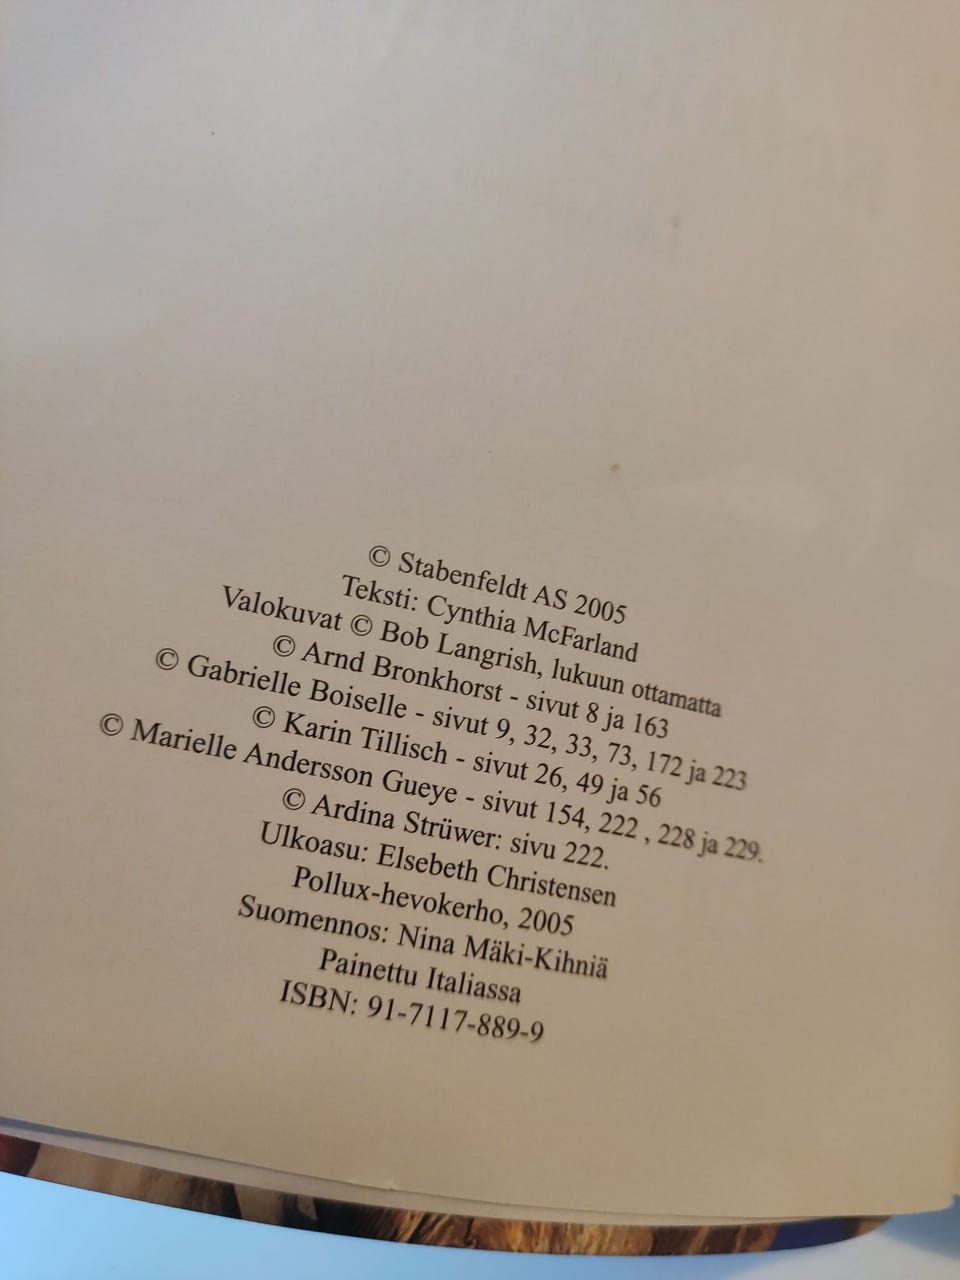 © Stabenfeldt AS 2005
Teksti: Cynthia McFarland
Valokuvat © Bob Langrish, lukuun ottamatta
© Arnd Bronkhorst - sivut 8 ja 163
© Gabrielle Boiselle - sivut 9, 32, 33, 73, 172 ja 223
© Karin Tillisch - sivut 26, 49 ja 56
© Marielle Andersson Gueye - sivut 154, 222 , 228 ja 229.
© Ardina Strüwer: sivu 222.
Ulkoasu: Elsebeth Christensen
Pollux-hevokerho, 2005
Suomennos: Nina Mäki-Kihniä
Painettu Italiassa
ISBN: 91-7117-889-9